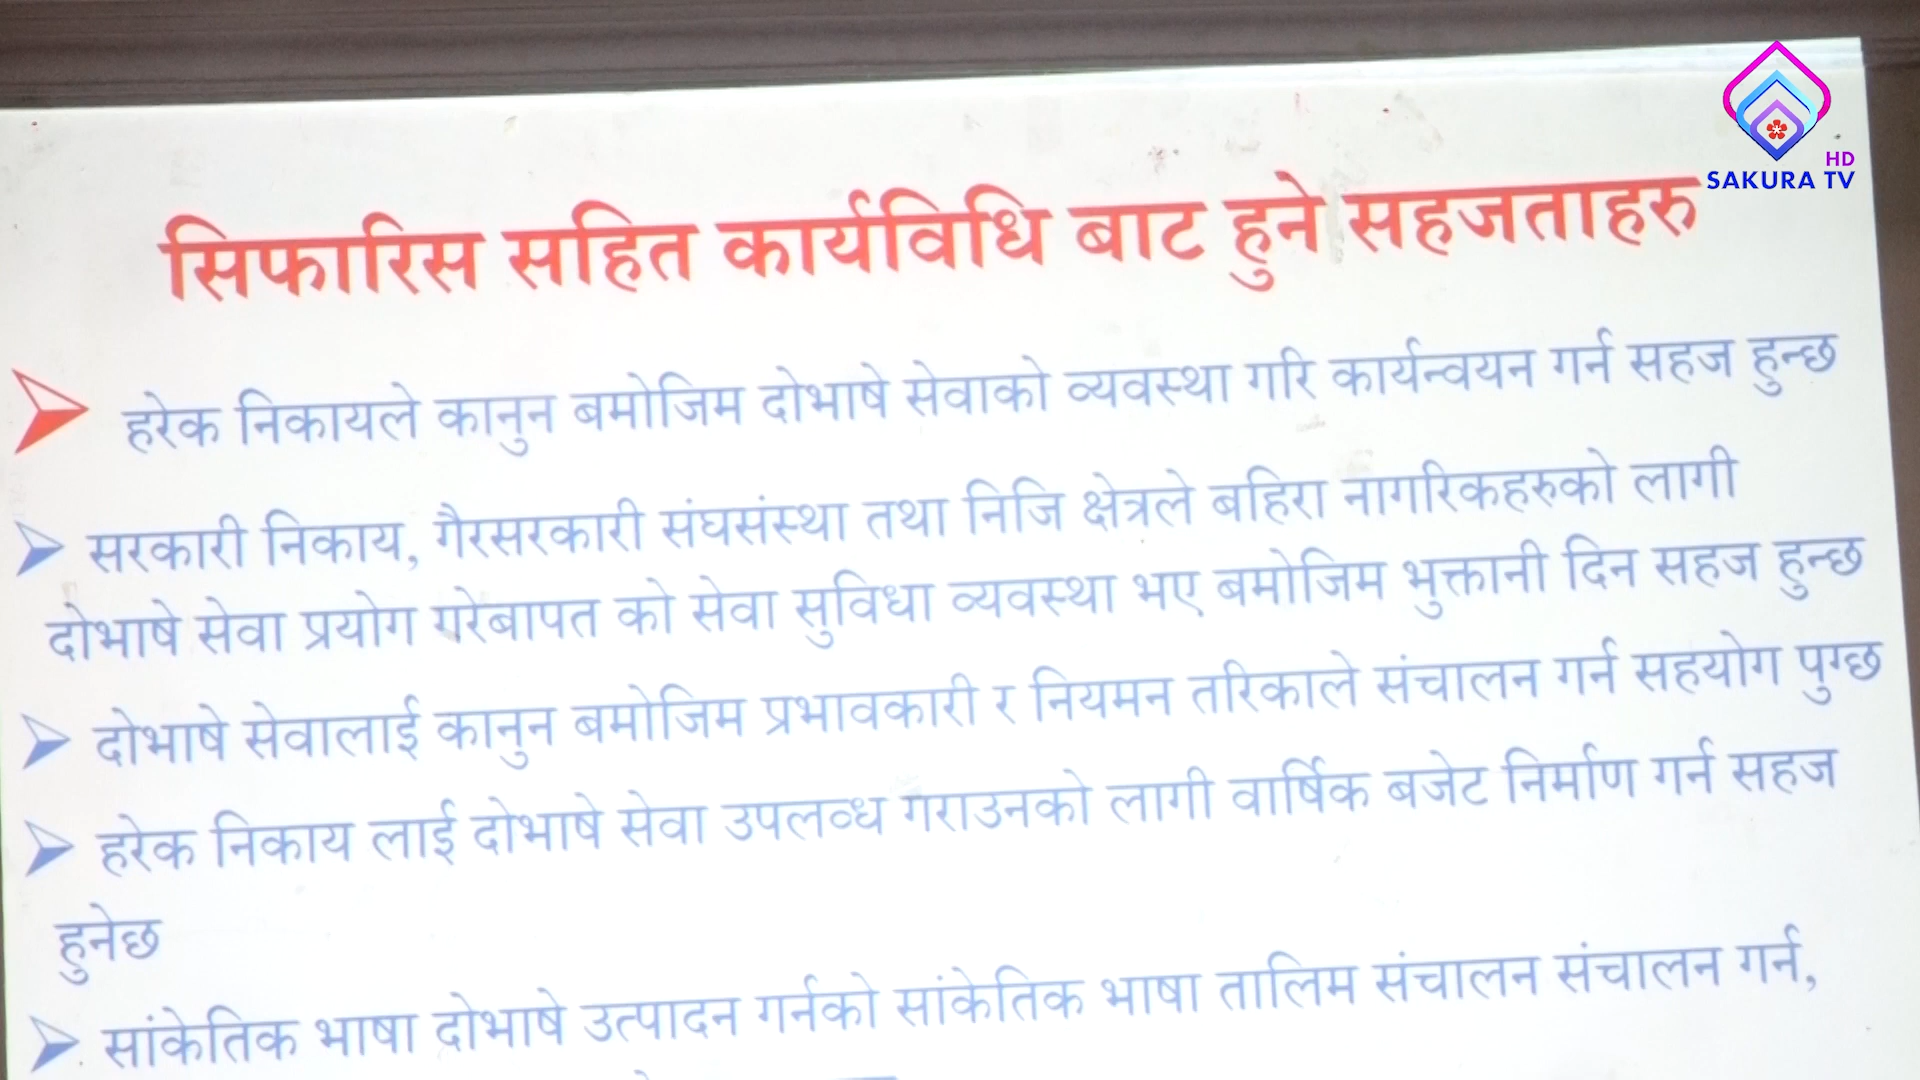 HD
SAKURA TV
सिफारिस सहित कार्यविधि बाट हुने सहजताहरु
हरेक निकायले कानुन बमोजिम दोभाषे सेवाको व्यवस्था गरि कार्यन्वयन गर्न सहज हुन्छ
सरकारी निकाय, गैरसरकारी संघसंस्था तथा निजि क्षेत्रले बहिरा नागरिकहरुको लागी
दोभाषे सेवा प्रयोग गरेबापत को सेवा सुविधा व्यवस्था भए बमोजिम भुक्तानी दिन सहज हुन्छ
दोभाषे सेवालाई कानुन बमोजिम प्रभावकारी र नियमन तरिकाले संचालन गर्न सहयोग पुग्छ
हरेक निकाय लाई दोभाषे सेवा उपलव्ध गराउनको लागी वार्षिक बजेट निर्माण गर्न सहज
हुनेछ
सांकेतिक भाषा दोभाषे उत्पादन गर्नको सांकेतिक भाषा तालिम संचालन संचालन गर्न,